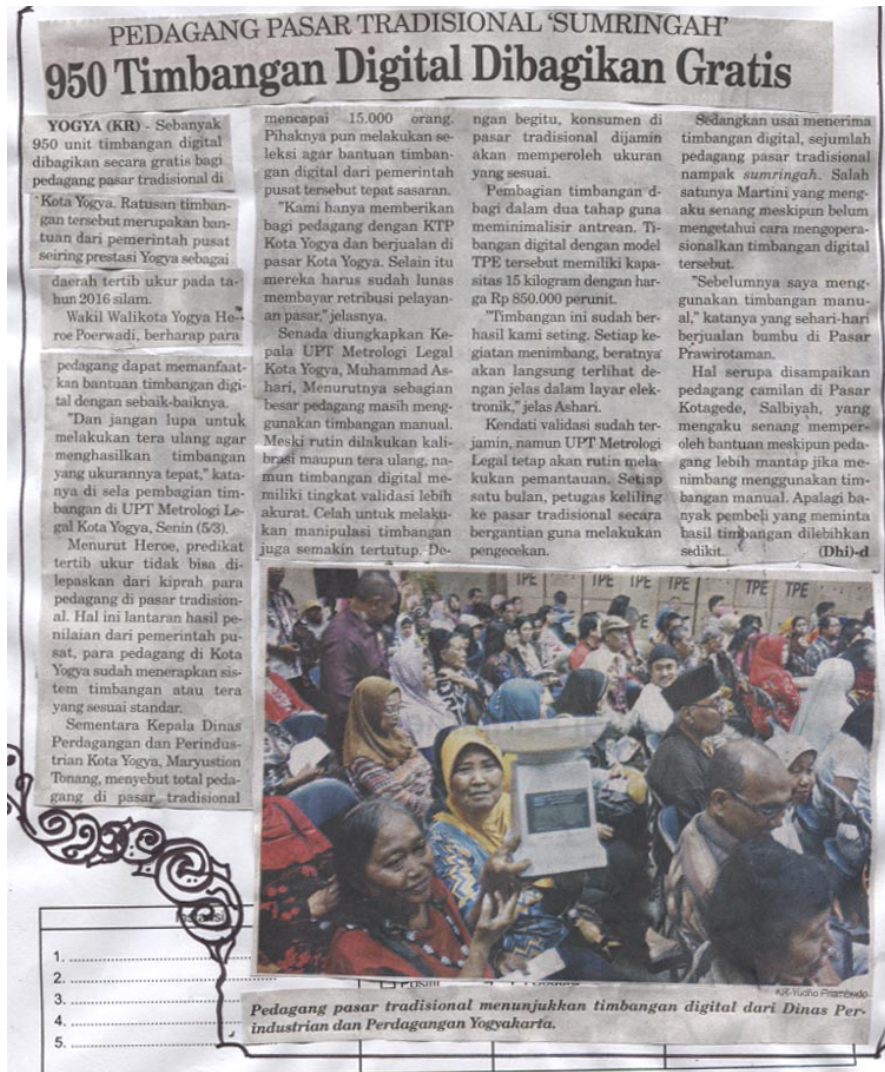 PEDAGANG PASAR TRADISIONAL 'SUMRINGAH'
950 Timbangan Digital Dibagikan Gratis
YOGYA (KR) - Sebanyak
950 unit timbangan digital
dibagikan secara gratis bagi
pedagang pasar tradisional di
Kota Yogya. Ratusan timban-
gan tersebut merupakan ban-
tuan dari pemerintah pusat
seiring prestasi Yogya sebagai
daerah tertib ukur pada ta-
hun 2016 silam.
Wakil Walikota Yogya He-
roe Poerwadi, berharap para
pedagang dapat memanfaat-
kan bantuan timbangan digi-
tal dengan sebaik-baiknya.
"Dan jangan lupa untuk
melakukan tera ulang agar
menghasilkan timbangan
yang ukurannya tepat," kata-
nya di sela pembagian tim-
bangan di UPT Metrologi Le-
gal Kota Yogya, Senin (5/3).
Menurut Heroe, predikat
tertib ukur tidak bisa di-
lepaskan dari kiprah para
pedagang di pasar tradision-
al. Hal ini lantaran hasil pe-
nilaian dari pemerintah pu-
sat, para pedagang di Kota
Yogya sudah menerapkan sis-
tem timbangan atau tera
yang sesuai standar.
Sementara Kepala Dinas
Perdagangan dan Perindus-
trian Kota Yogya, Maryustion
Tonang, menyebut total peda-
gang di pasar tradisional
mencapai 15.000 orang.
Pihaknya pun melakukan se-
leksi agar bantuan timban-
gan digital dari pemerintah
pusat tersebut tepat sasaran.
"Kami hanya memberikan
bagi pedagang dengan KTP
Kota Yogya dan berjualan di
pasar Kota Yogya. Selain itu
mereka harus sudah lunas
membayar retribusi pelayan-
an pasar," jelasnya.
Senada diungkapkan Ke-
pala UPT Metrologi Legal
Kota Yogya, Muhammad As-
hari, Menurutnya sebagian
besar pedagang masih meng-
gunakan timbangan manual.
Meski rutin dilakukan kali-
brasi maupun tera ulang, na-
mun timbangan digital me-
miliki tingkat validasi lebih
akurat. Celah untuk melaku-
kan manipulasi timbangan
juga semakin tertutup. De-
ngan begitu, konsumen di
pasar tradisional dijamin
akan memperoleh ukuran
yang sesuai.
Pembagian timbangan d-
bagi dalam dua tahap guna
meminimalisir antrean. Ti-
bangan digital dengan model
TPE tersebut memiliki kapa-
sitas 15 kilogram dengan har-
ga Rp 850.000 perunit.
"Timbangan ini sudah ber-
hasil kami seting. Setiap ke-
giatan menimbang, beratnya
akan langsung terlihat de-
ngan jelas dalam layar elek-
tronik," jelas Ashari.
Kendati validasi sudah ter-
jamin, namun UPT Metrologi
Legal tetap akan rutin mela-
kukan pemantauan. Setiap
satu bulan, petugas keliling
ke pasar tradisional secara
bergantian guna melakukan
pengecekan.
Sedangkan usai menerima
timbangan digital, sejumlah
pedagang pasar tradisional
nampak sumringah. Salah
satunya Martini yang meng-
aku senang meskipun belum
mengetahui cara mengopera-
sionalkan timbangan digital
tersebut.
"Sebelumnya saya meng-
gunakan timbangan manu-
al," katanya yang sehari-hari
berjualan bumbu di Pasar
Prawirotaman.
Hal serupa disampaikan
pedagang camilan di Pasar
Kotagede, Salbiyah, yang
mengaku senang memper-
oleh bantuan meskipun peda-
gang lebih mantap jika me-
nimbang menggunakan tim-
bangan manual. Apalagi ba-
nyak pembeli yang meminta
hasil timbangan dilebihkan
sedikit. (Dhi)-d
TPE TPE TPE TPE TPE
TPE
KR-Yudho Priambudo
Pedagang pasar tradisional menunjukkan timbangan digital dari Dinas Per-
industrian dan Perdagangan Yogyakarta.
1.
2.
3.
4.
5.